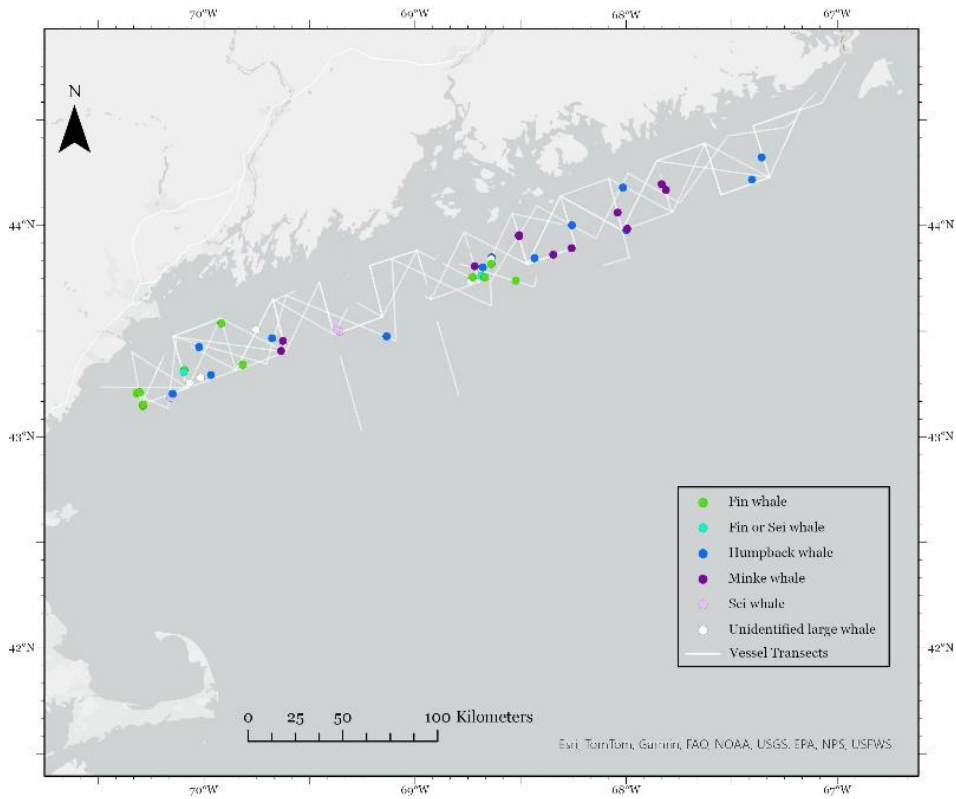 70°W 69°W 68°W 67°W
N
44°N 44°N
43°N 43°N
Fin whale
Fin or Sei whale
Humpback whale
Minke whale
Sei whale
Unidentified large whale
Vessel Transects
42°N 42°N
0 25 50 100 Kilometers
Esri, TomTom, Garmin, FAO, NOAA, USGS, EPA, NPS, USFWS
70°W 69°W 68°W 67°W